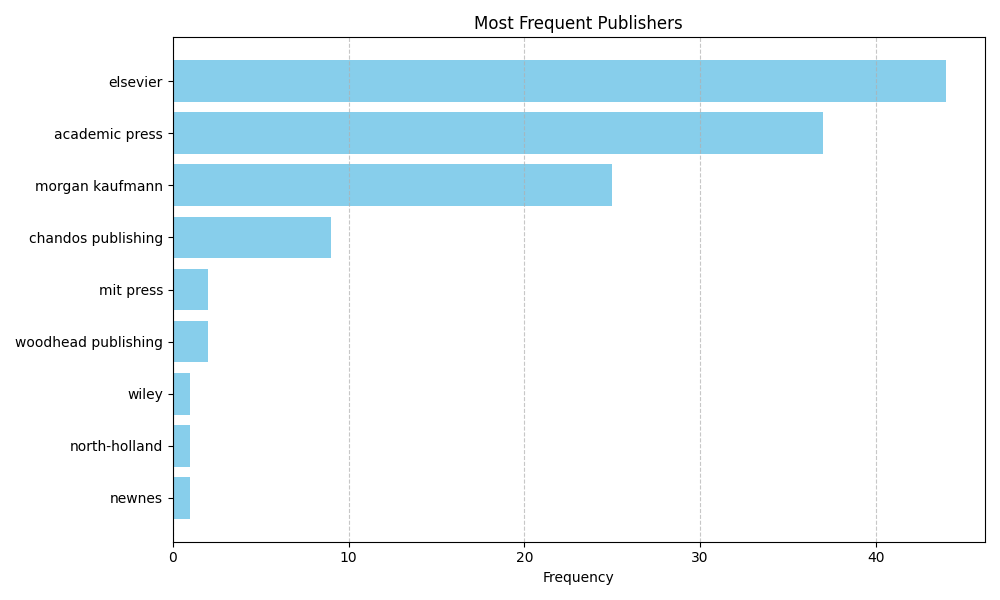 Most Frequent Publishers
elsevier
academic press
morgan kaufmann
chandos publishing
mit press
woodhead publishing
wiley
north-holland
newnes
0 10 20 30 40
Frequency